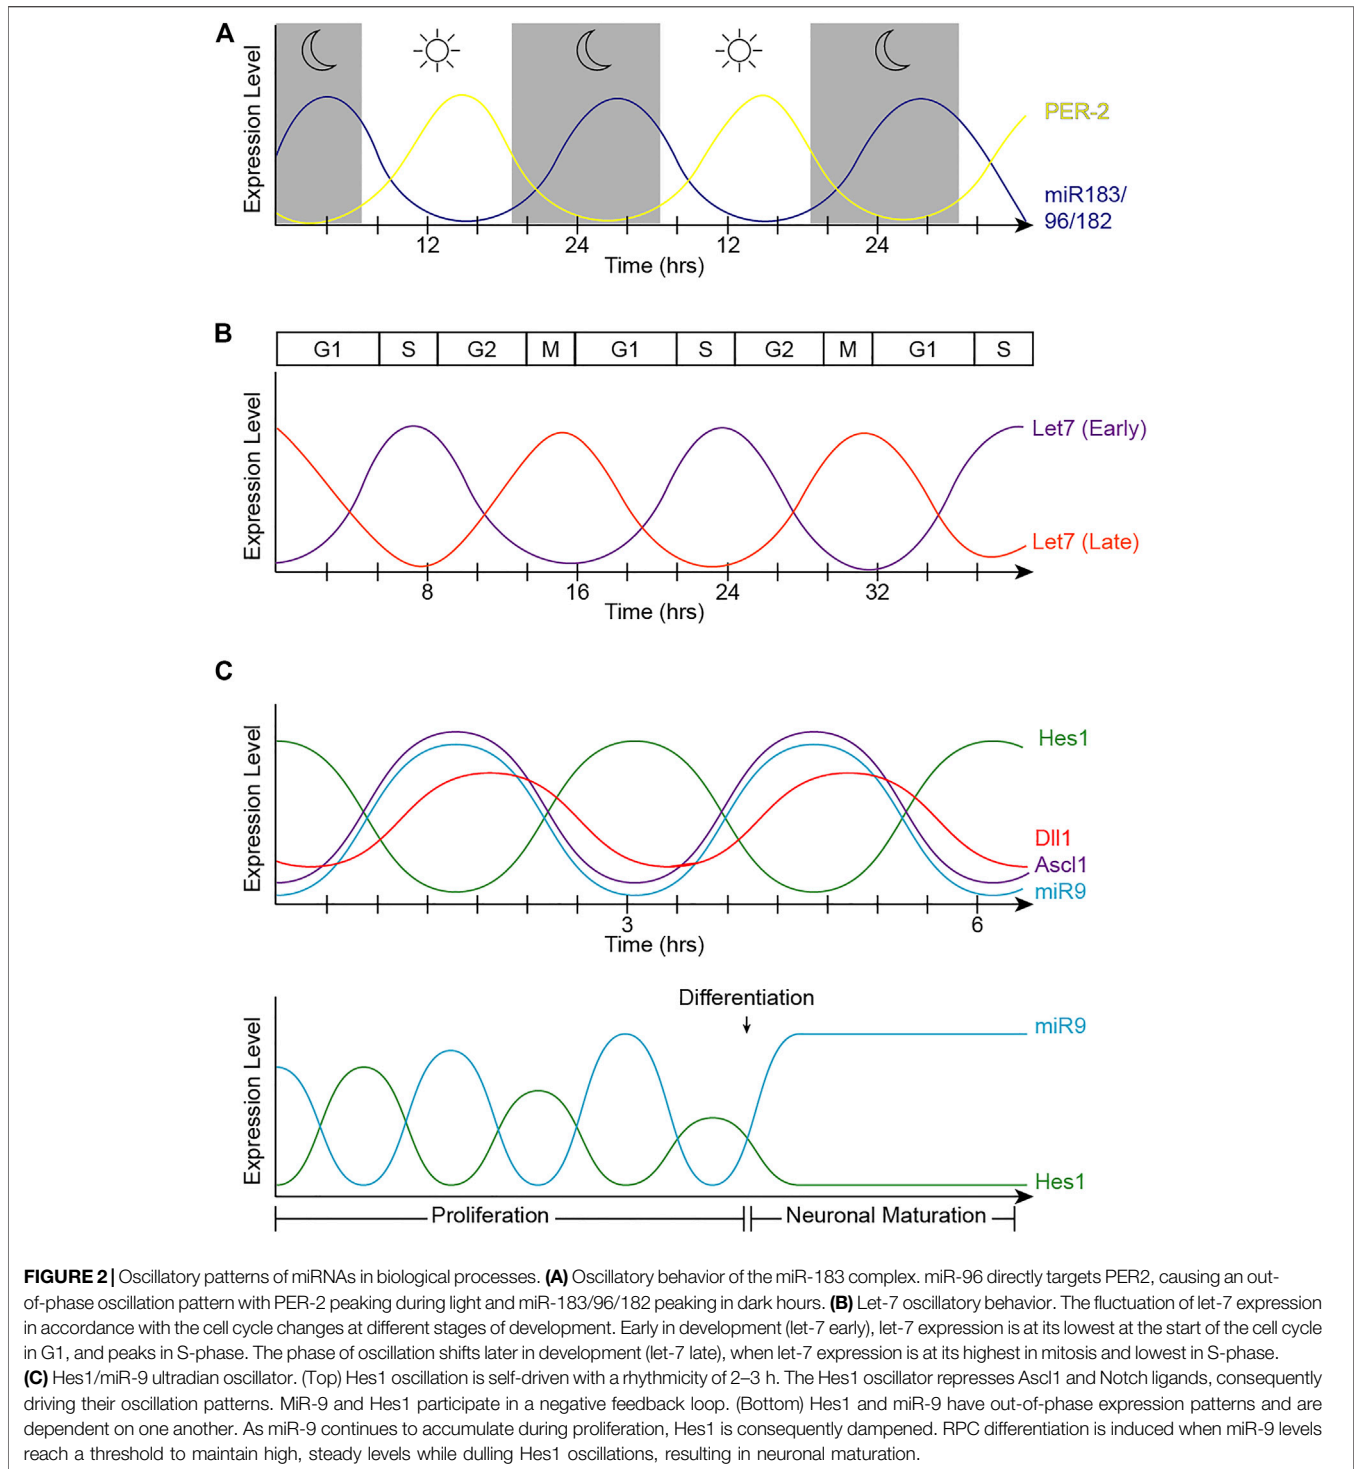 A
Expression Level
PER-2
miR183/
96/182
12
24
12
24
Time (hrs)
B
G1
S
G2
M
G1
S
G2
M
G1
S
Expression Level
Let7 (Early)
Let7 (Late)
8
16
24
32
Time (hrs)
C
Expression Level
Hes1
Dll1
Ascl1
miR9
3
6
Time (hrs)
Differentiation
Expression Level
miR9
Hes1
Proliferation
Neuronal Maturation
FIGURE 2 | Oscillatory patterns of miRNAs in biological processes. (A) Oscillatory behavior of the miR-183 complex. miR-96 directly targets PER2, causing an out-
of-phase oscillation pattern with PER-2 peaking during light and miR-183/96/182 peaking in dark hours. (B) Let-7 oscillatory behavior. The fluctuation of let-7 expression
in accordance with the cell cycle changes at different stages of development. Early in development (let-7 early), let-7 expression is at its lowest at the start of the cell cycle
in G1, and peaks in S-phase. The phase of oscillation shifts later in development (let-7 late), when let-7 expression is at its highest in mitosis and lowest in S-phase.
(C) Hes1/miR-9 ultradian oscillator. (Top) Hes1 oscillation is self-driven with a rhythmicity of 2–3 h. The Hes1 oscillator represses Ascl1 and Notch ligands, consequently
driving their oscillation patterns. MiR-9 and Hes1 participate in a negative feedback loop. (Bottom) Hes1 and miR-9 have out-of-phase expression patterns and are
dependent on one another. As miR-9 continues to accumulate during proliferation, Hes1 is consequently dampened. RPC differentiation is induced when miR-9 levels
reach a threshold to maintain high, steady levels while dulling Hes1 oscillations, resulting in neuronal maturation.